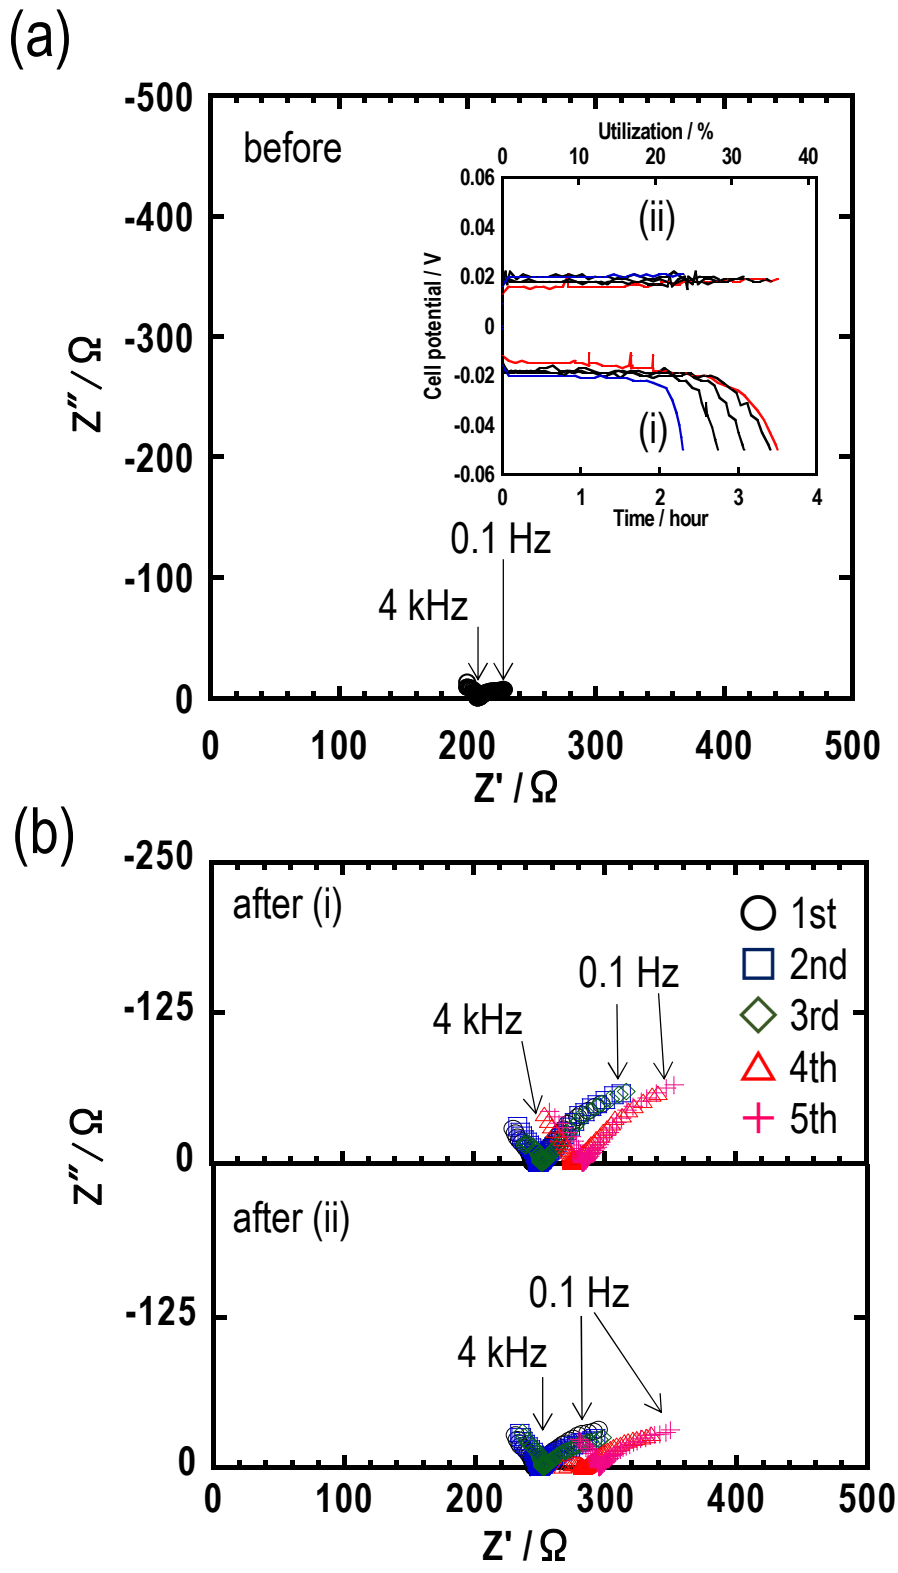 (a)
-500
-400
-300
-200
-100
0
Z″ / Ω
before
Utilization / %
0 10 20 30 40
0.06
0.04
0.02
0
-0.02
-0.04
-0.06
Cell potential / V
(ii)
(i)
0 1 2 3 4
Time / hour
0.1 Hz
4 kHz
0 100 200 300 400 500
Z' / Ω
(b)
-250
-125
0
Z″ / Ω
after (i)
1st
2nd
3rd
4th
5th
0.1 Hz
4 kHz
after (ii)
-125
0
0.1 Hz
4 kHz
0 100 200 300 400 500
Z' / Ω